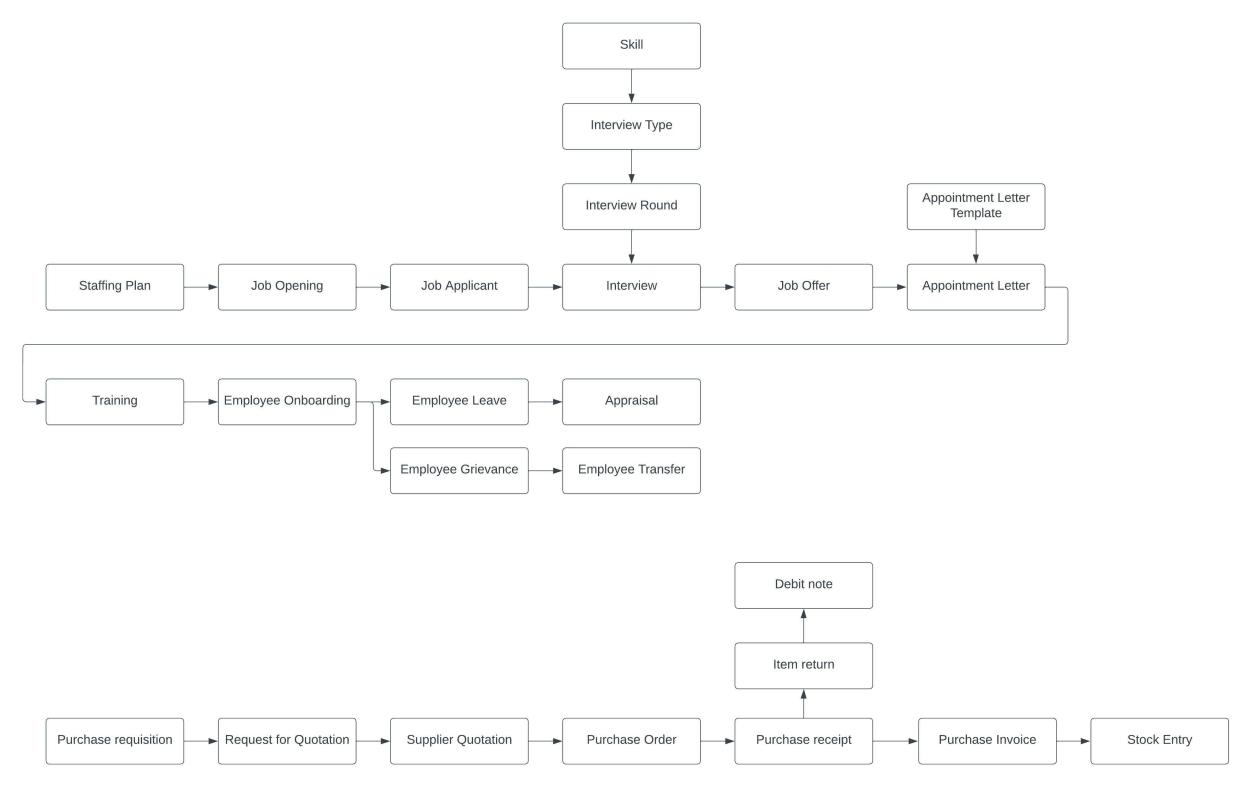 Skill
Interview Type
Interview Round
Appointment Letter
Template
Staffing Plan
Job Opening
Job Applicant
Interview
Job Offer
Appointment Letter
Training
Employee Onboarding
Employee Leave
Appraisal
Employee Grievance
Employee Transfer
Debit note
Item return
Purchase requisition
Request for Quotation
Supplier Quotation
Purchase Order
Purchase receipt
Purchase Invoice
Stock Entry